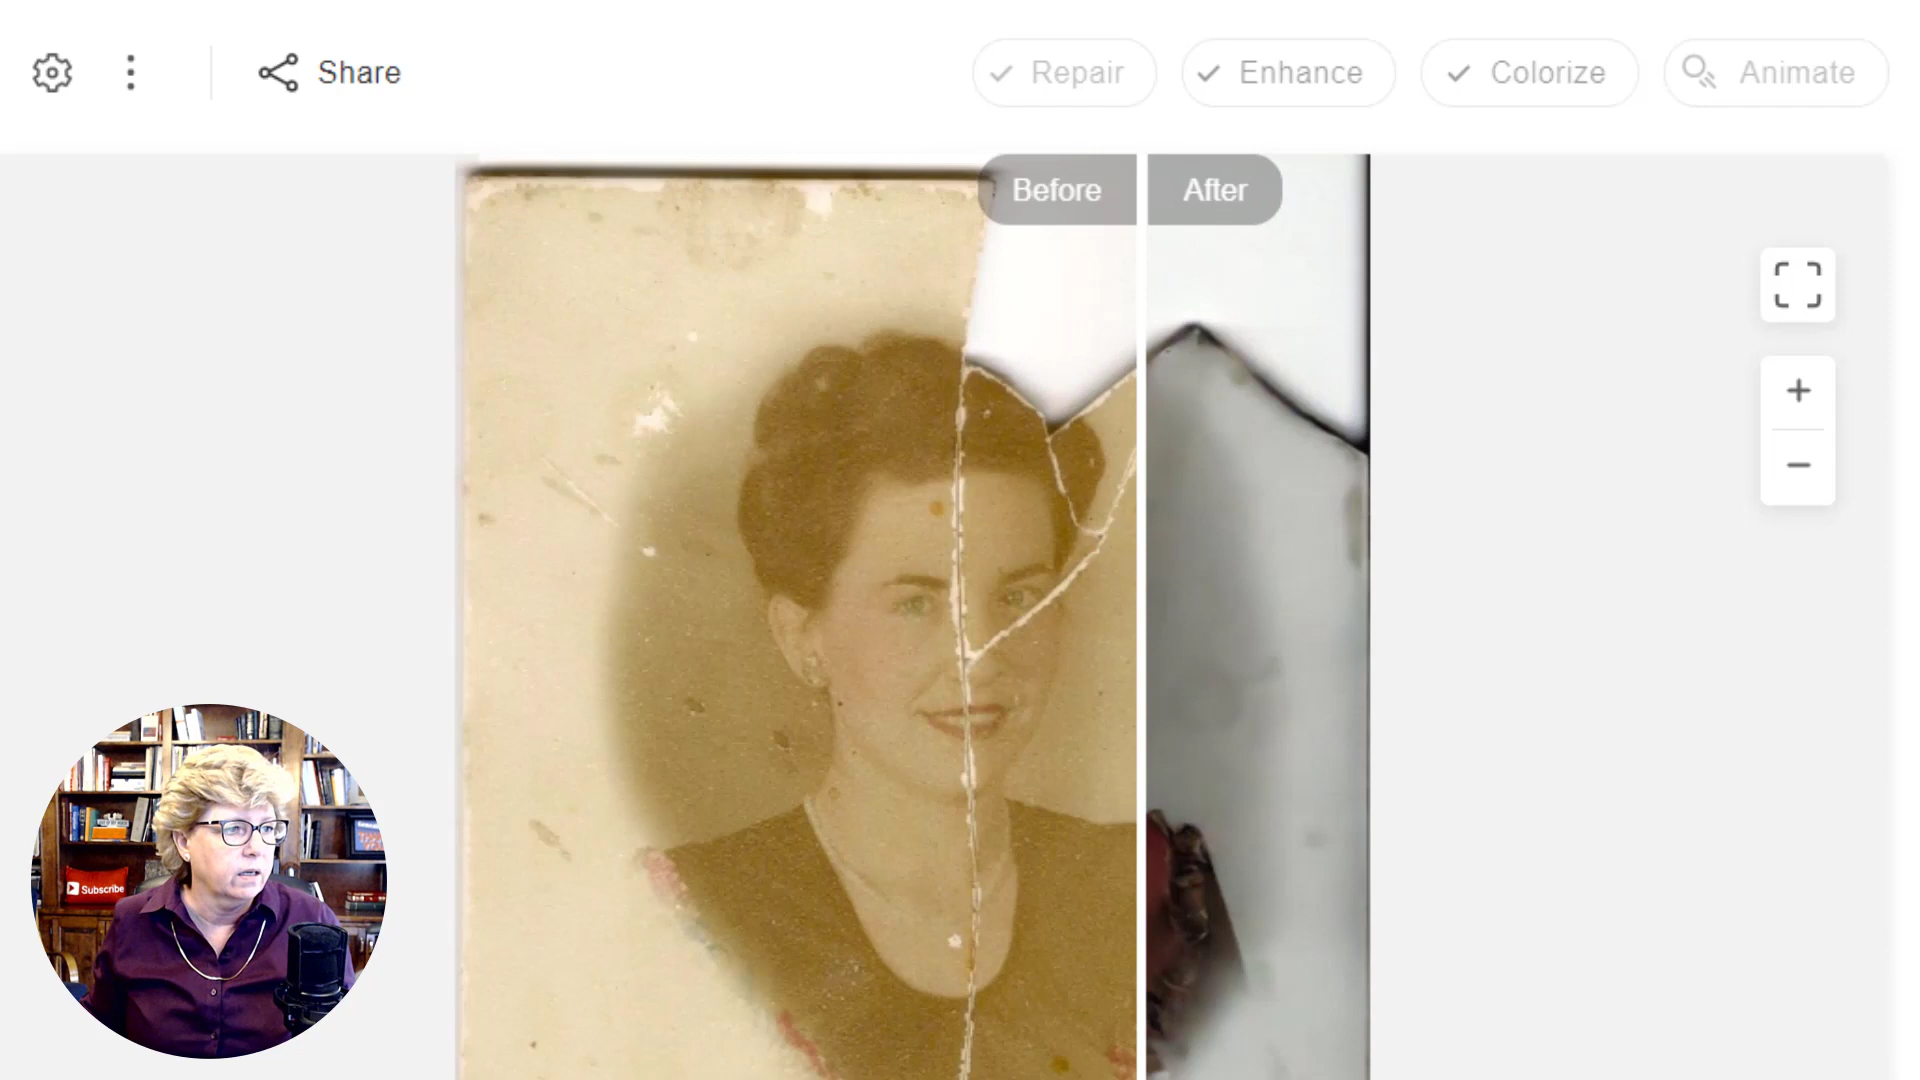 Share
Repair
Enhance
Colorize
Animate
Before
After
Subscribe